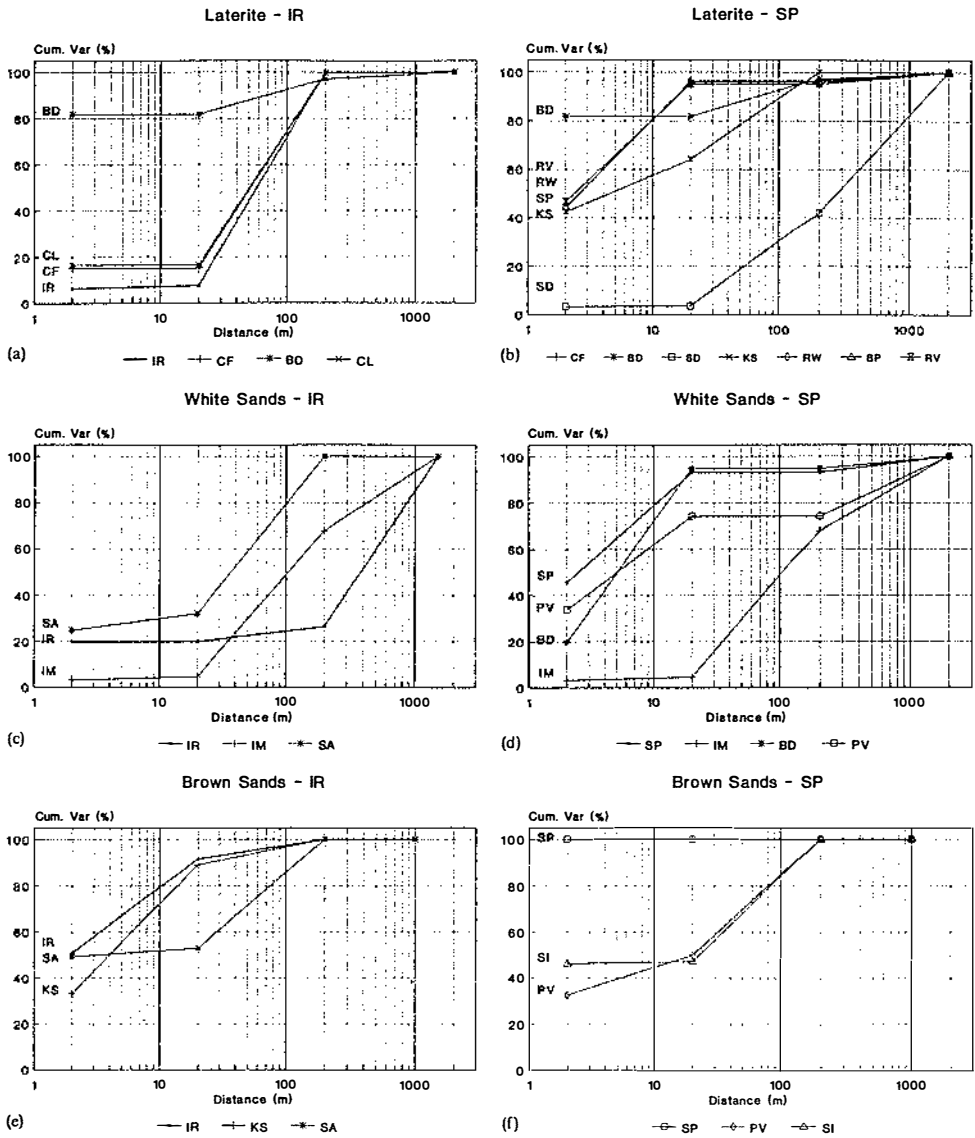 Laterite - IR
Cum. Var (%)
100
80
60
40
20
0
BD
CL
CF
IR
1 10 100 1000
Distance (m)
(a)
IR CF BD CL
Laterite - SP
Cum. Var (%)
100
80
60
40
20
0
BD
RV
RW
SP
KS
SD
1 10 100 1000
Distance (m)
(b)
CF BD SD KS RW SP RV
White Sands - IR
Cum. Var (%)
100
80
60
40
20
0
SA
IR
IM
1 10 100 1000
Distance (m)
(c)
IR IM SA
White Sands - SP
Cum. Var (%)
100
80
60
40
20
0
SP
PV
BD
IM
1 10 100 1000
Distance (m)
(d)
SP IM BD PV
Brown Sands - IR
Cum. Var (%)
100
80
60
40
20
0
IR
SA
KS
1 10 100 1000
Distance (m)
(e)
IR KS SA
Brown Sands - SP
Cum. Var (%)
100
80
60
40
20
0
SP
SI
PV
1 10 100 1000
Distance (m)
(f)
SP PV SI